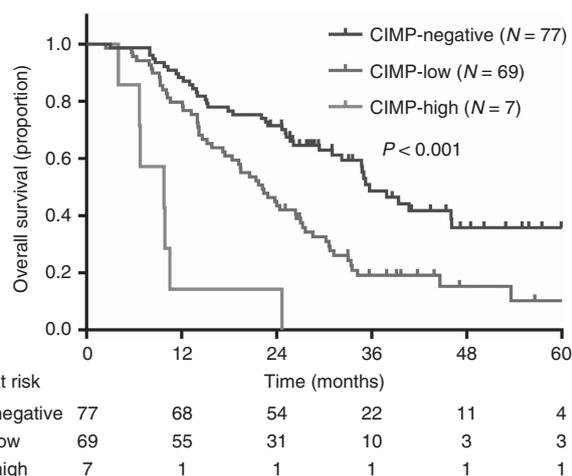 CIMP-negative (N = 77)
CIMP-low (N = 69)
CIMP-high (N = 7)
P < 0.001
Overall survival (proportion)
1.0
0.8
0.6
0.4
0.2
0.0
0 12 24 36 48 60
Time (months)
t risk
negative 77 68 54 22 11 4
ow 69 55 31 10 3 3
high 7 1 1 1 1 1